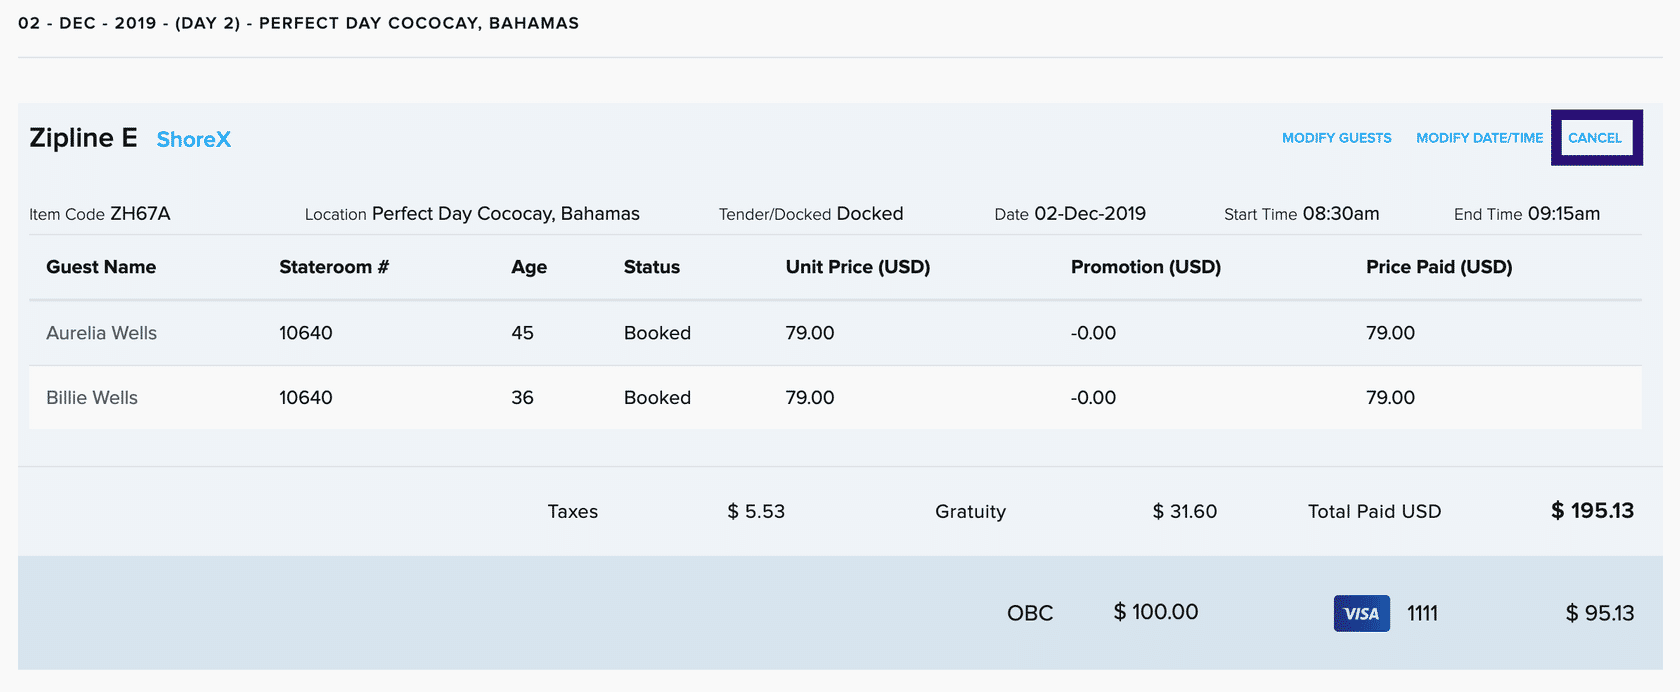 02 - DEC - 2019 - (DAY 2) - PERFECT DAY COCOCAY, BAHAMAS
Zipline E ShoreX MODIFY GUESTS MODIFY DATE/TIME CANCEL
Item Code ZH67A Location Perfect Day Cococay, Bahamas Tender/Docked Docked Date 02-Dec-2019 Start Time 08:30am End Time 09:15am
Guest Name Stateroom # Age Status Unit Price (USD) Promotion (USD) Price Paid (USD)
Aurelia Wells 10640 45 Booked 79.00 -0.00 79.00
Billie Wells 10640 36 Booked 79.00 -0.00 79.00
Taxes $ 5.53 Gratuity $ 31.60 Total Paid USD $ 195.13
OBC $ 100.00 VISA 1111 $ 95.13